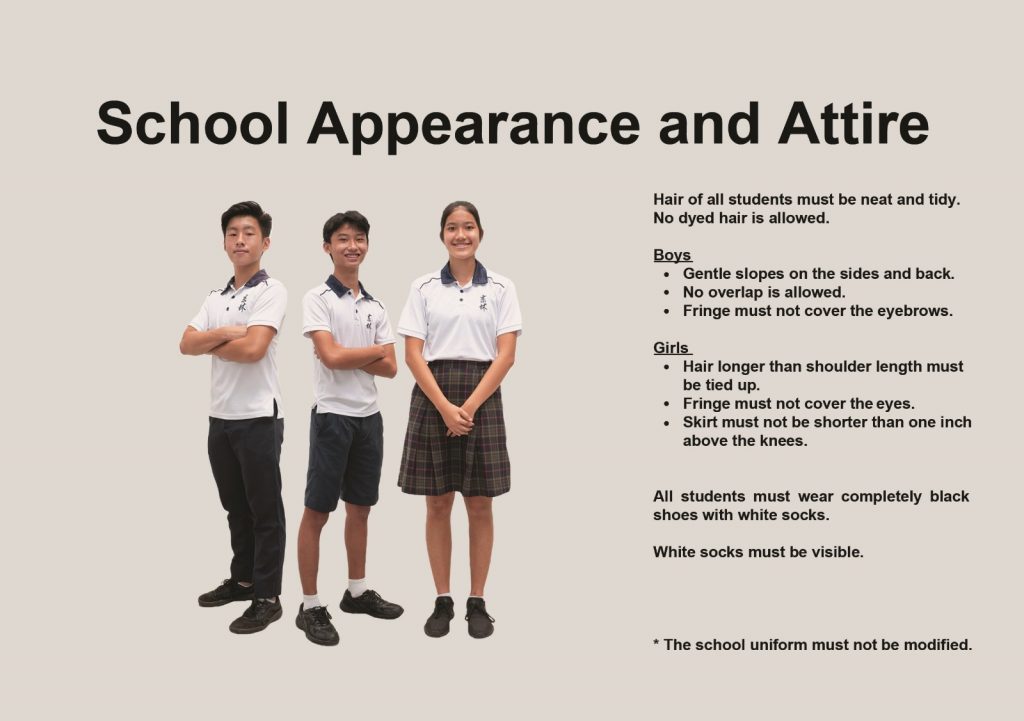 School Appearance and Attire
Hair of all students must be neat and tidy.
No dyed hair is allowed.
Boys
• Gentle slopes on the sides and back.
• No overlap is allowed.
• Fringe must not cover the eyebrows.
Girls
• Hair longer than shoulder length must
be tied up.
• Fringe must not cover the eyes.
• Skirt must not be shorter than one inch
above the knees.
All students must wear completely black
shoes with white socks.
White socks must be visible.
* The school uniform must not be modified.